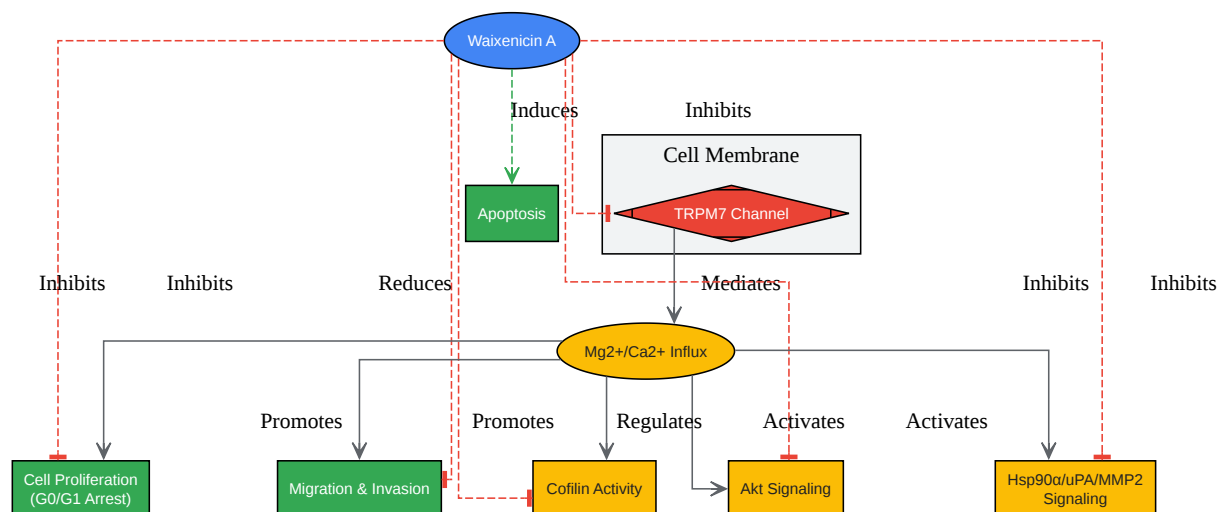 Waixenicin A
Induces
Inhibits
Cell Membrane
Apoptosis
TRPM7 Channel
Inhibits
Inhibits
Reduces
Mediates
Inhibits
Inhibits
Mg2+/Ca2+ Influx
Promotes
Promotes
Regulates
Activates
Activates
Cell Proliferation
(G0/G1 Arrest)
Migration & Invasion
Cofilin Activity
Akt Signaling
Hsp90α/uPA/MMP2
Signaling